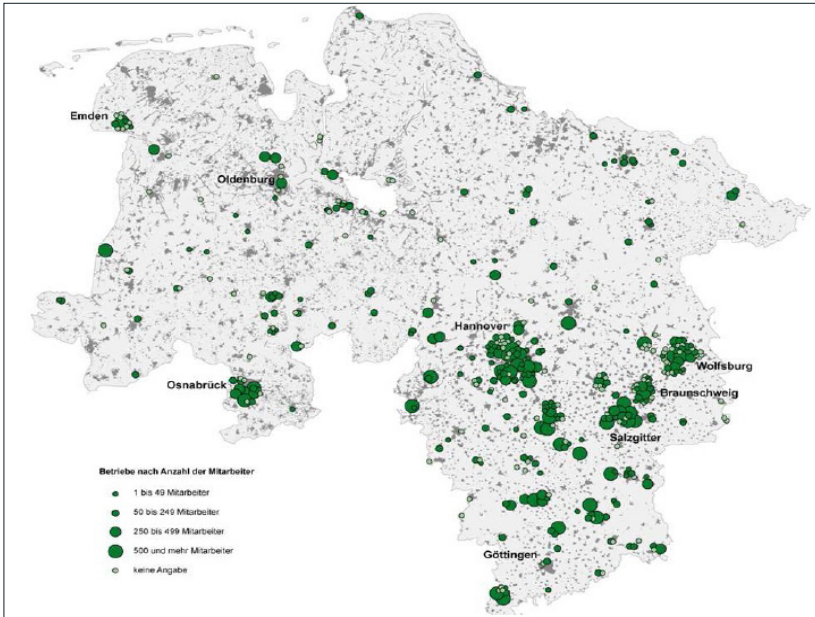 Emden
Oldenburg
Hannover
Wolfsburg
Osnabrück
Braunschweig
Salzgitter
Betriebe nach Anzahl der Mitarbeiter
1 bis 49 Mitarbeiter
50 bis 249 Mitarbeiter
250 bis 499 Mitarbeiter
500 und mehr Mitarbeiter
Göttingen
keine Angabe